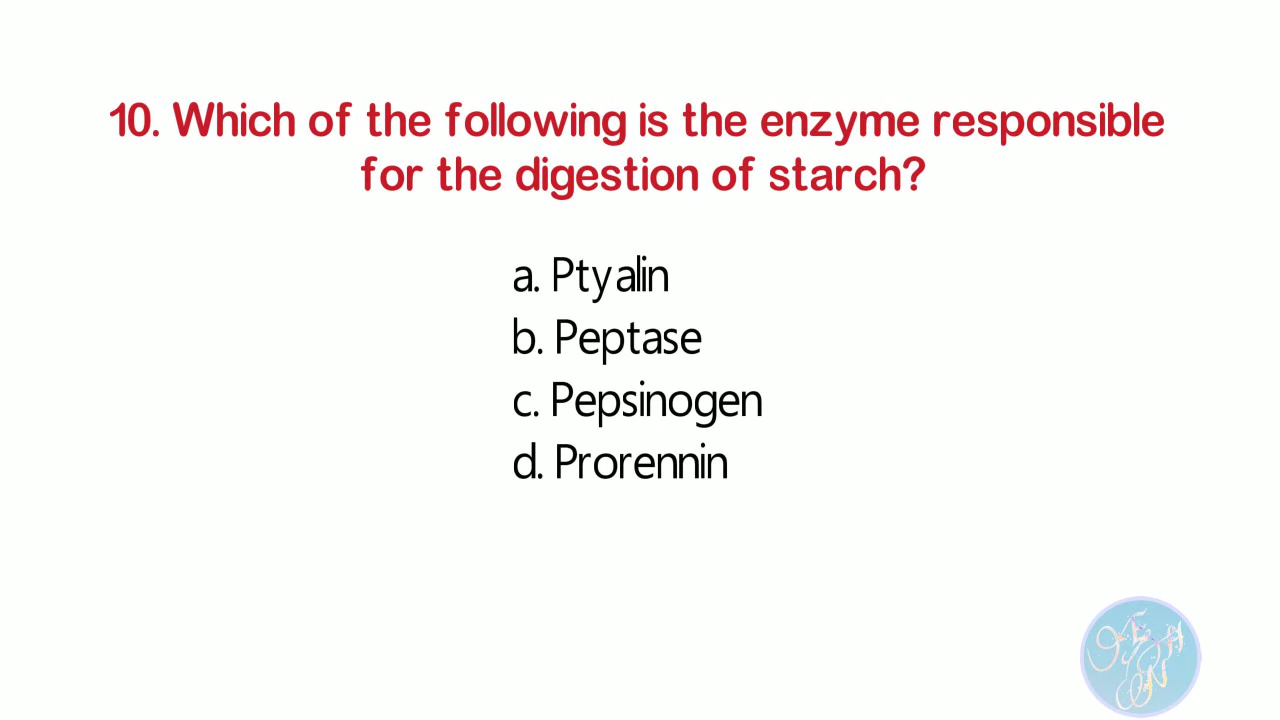 10. Which of the following is the enzyme responsible
for the digestion of starch?
a. Ptyalin
b. Peptase
c. Pepsinogen
d. Prorennin